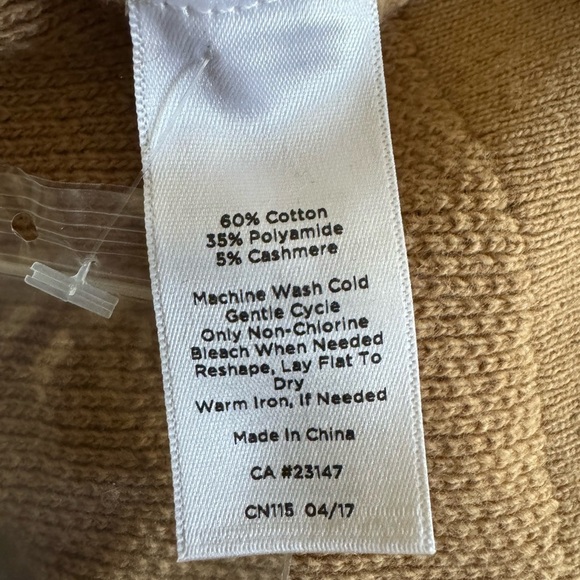 60% Cotton
35% Polyamide
5% Cashmere
Machine Wash Cold
Gentle Cycle
Only Non-Chlorine
Bleach When Needed
Reshape, Lay Flat To
Dry
Warm Iron, If Needed
Made In China
CA #23147
CN115 04/17